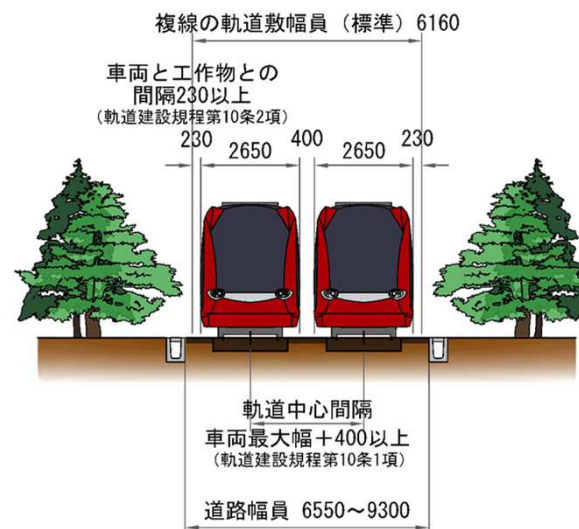 複線の軌道敷幅員（標準）6160
車両と工作物との
間隔230以上
（軌道建設規程第10条2項）
230 2650 400 2650 230
軌道中心間隔
車両最大幅＋400以上
（軌道建設規程第10条1項）
道路幅員 6550～9300